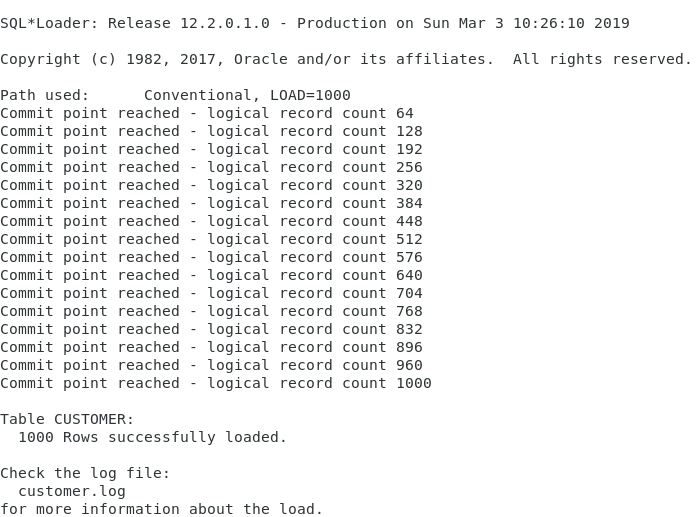 SQL*Loader: Release 12.2.0.1.0 - Production on Sun Mar 3 10:26:10 2019
Copyright (c) 1982, 2017, Oracle and/or its affiliates.  All rights reserved.
Path used:      Conventional, LOAD=1000
Commit point reached - logical record count 64
Commit point reached - logical record count 128
Commit point reached - logical record count 192
Commit point reached - logical record count 256
Commit point reached - logical record count 320
Commit point reached - logical record count 384
Commit point reached - logical record count 448
Commit point reached - logical record count 512
Commit point reached - logical record count 576
Commit point reached - logical record count 640
Commit point reached - logical record count 704
Commit point reached - logical record count 768
Commit point reached - logical record count 832
Commit point reached - logical record count 896
Commit point reached - logical record count 960
Commit point reached - logical record count 1000
Table CUSTOMER:
  1000 Rows successfully loaded.
Check the log file:
  customer.log
for more information about the load.